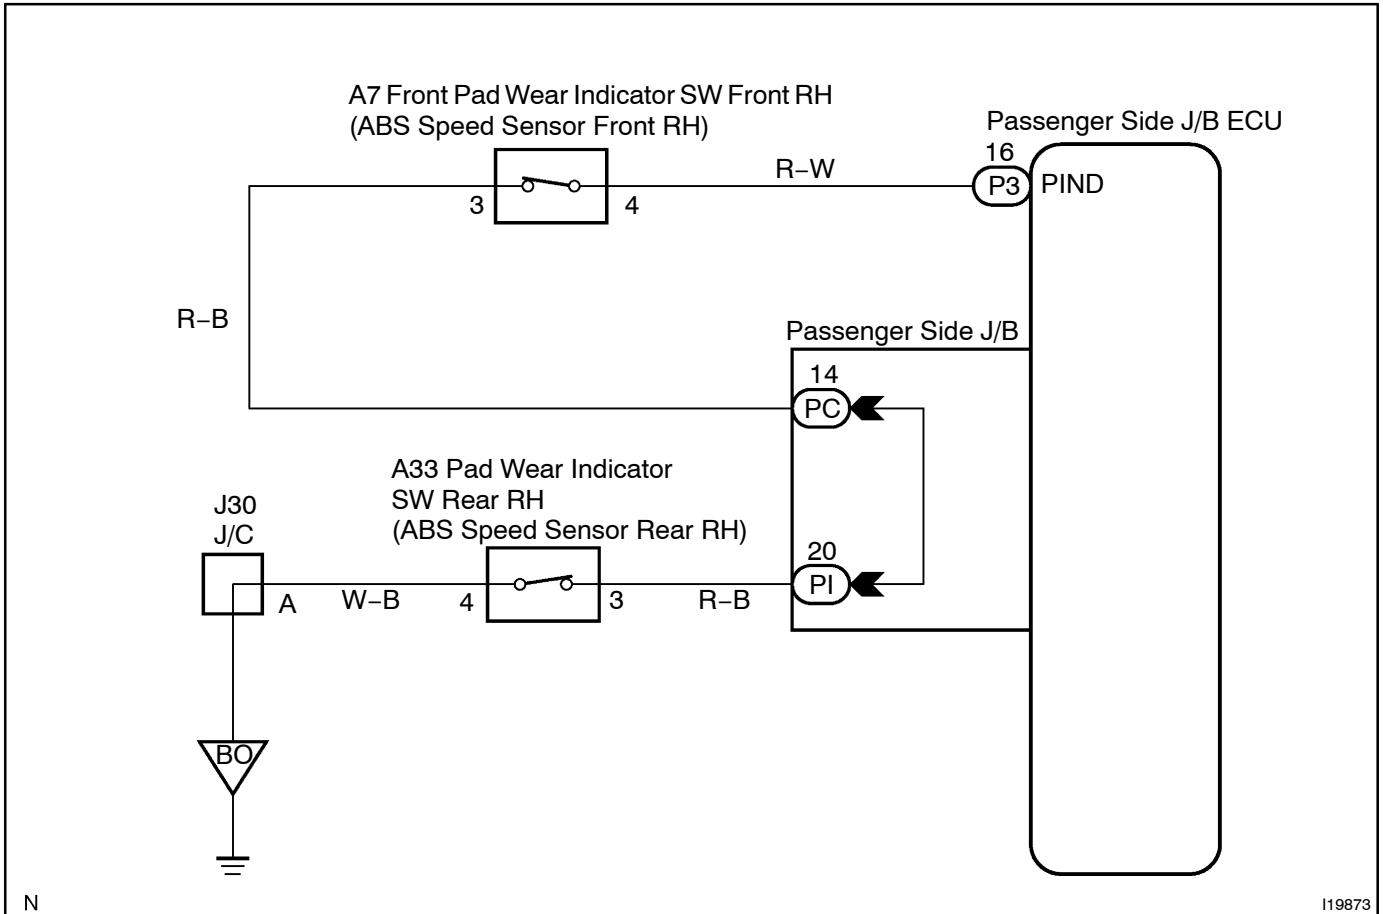 A7 Front Pad Wear Indicator SW Front RH
(ABS Speed Sensor Front RH)
Passenger Side J/B ECU
16
R−W
P3
PIND
3
4
R−B
Passenger Side J/B
14
PC
A33 Pad Wear Indicator
SW Rear RH
(ABS Speed Sensor Rear RH)
J30
J/C
20
PI
A
W−B
4
3
R−B
BO
N
I19873